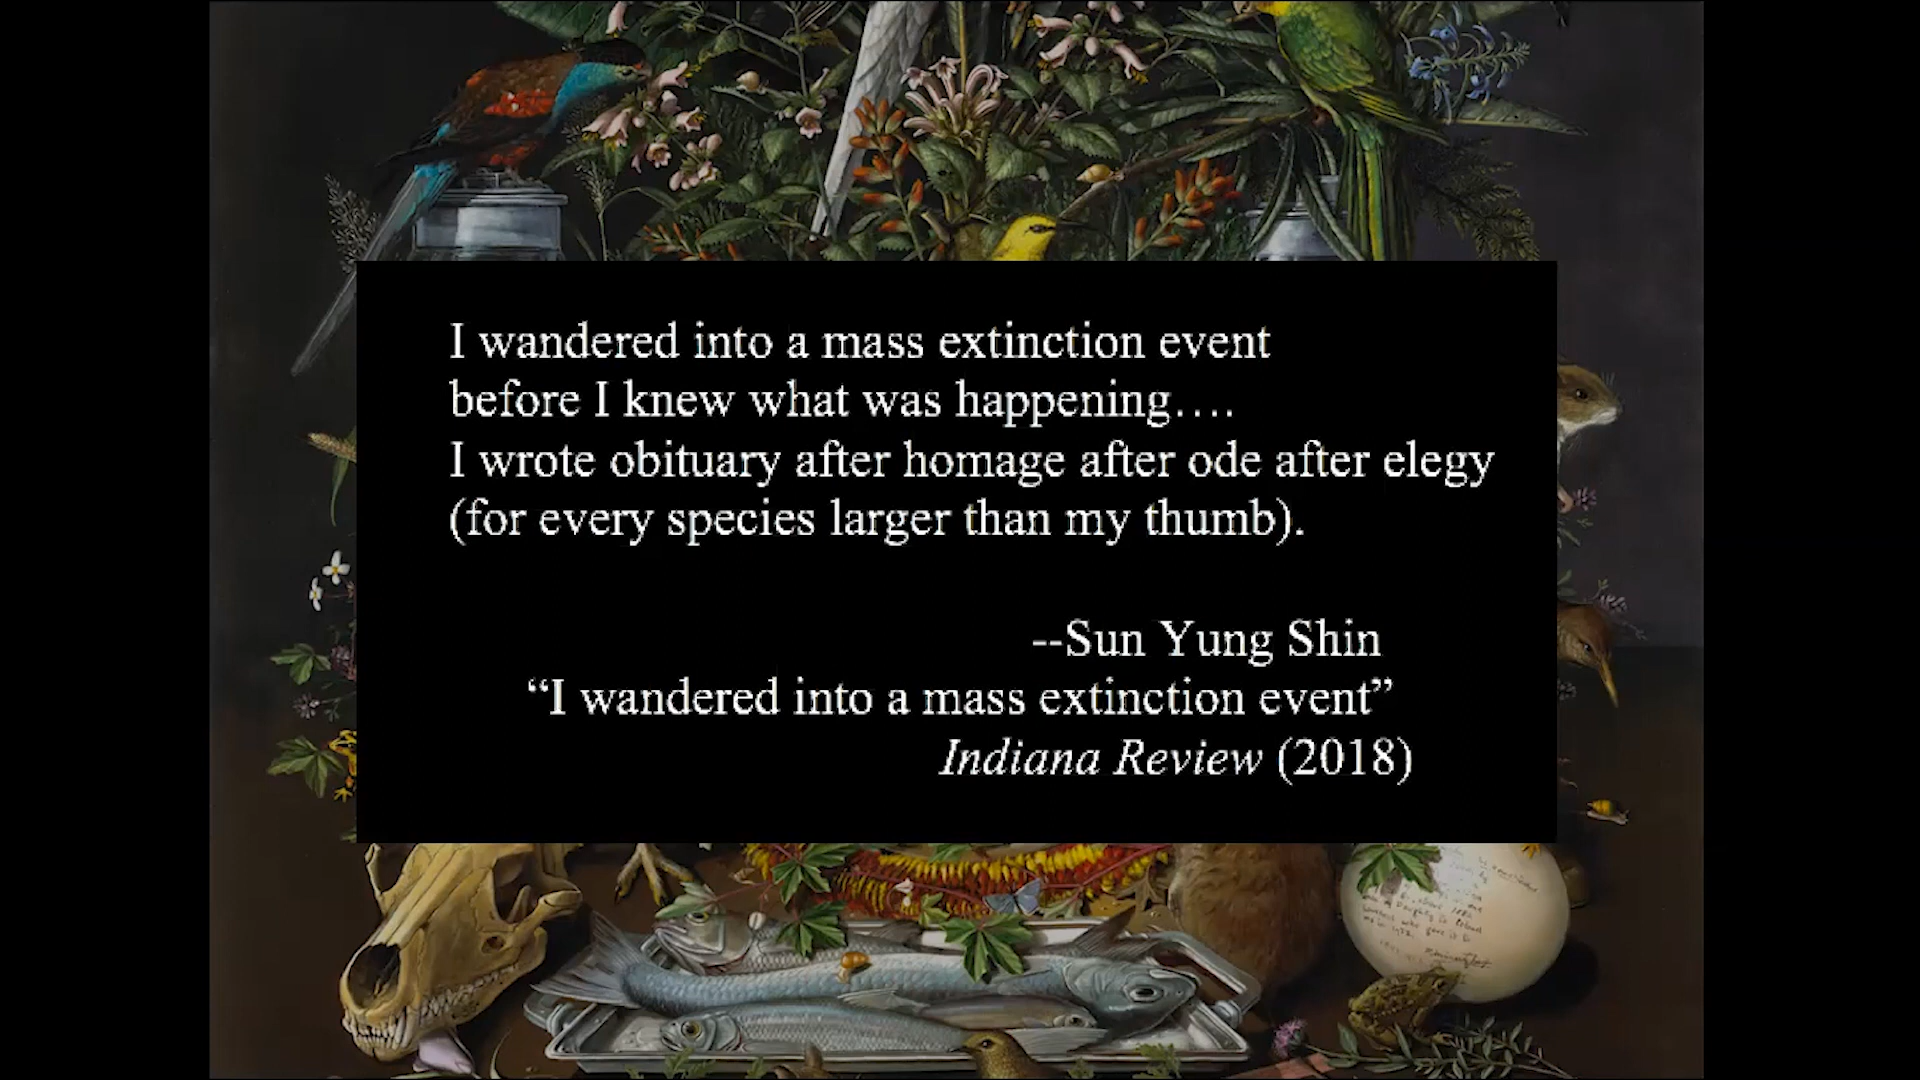 I wandered into a mass extinction event
before I knew what was happening….
I wrote obituary after homage after ode after elegy
(for every species larger than my thumb).
--Sun Yung Shin
“I wandered into a mass extinction event”
Indiana Review (2018)